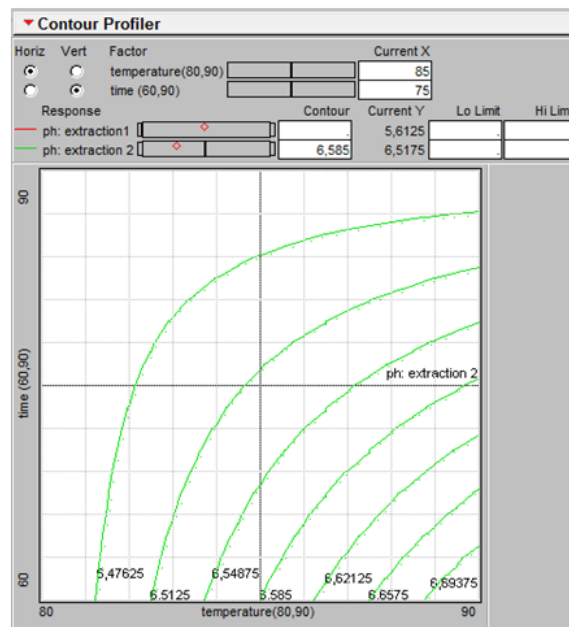 Contour Profiler
Horiz Vert Factor Current X
temperature(80,90) 85
time (60,90) 75
Response Contour Current Y Lo Limit Hi Lim
ph: extraction1 . 5,6125 .
ph: extraction 2 6,585 6,5175 .
90
time (60,90)
ph: extraction 2
60
6,47625 6,5125 6,54875 6,585 6,62125 6,6575 6,69375
80 temperature(80,90) 90